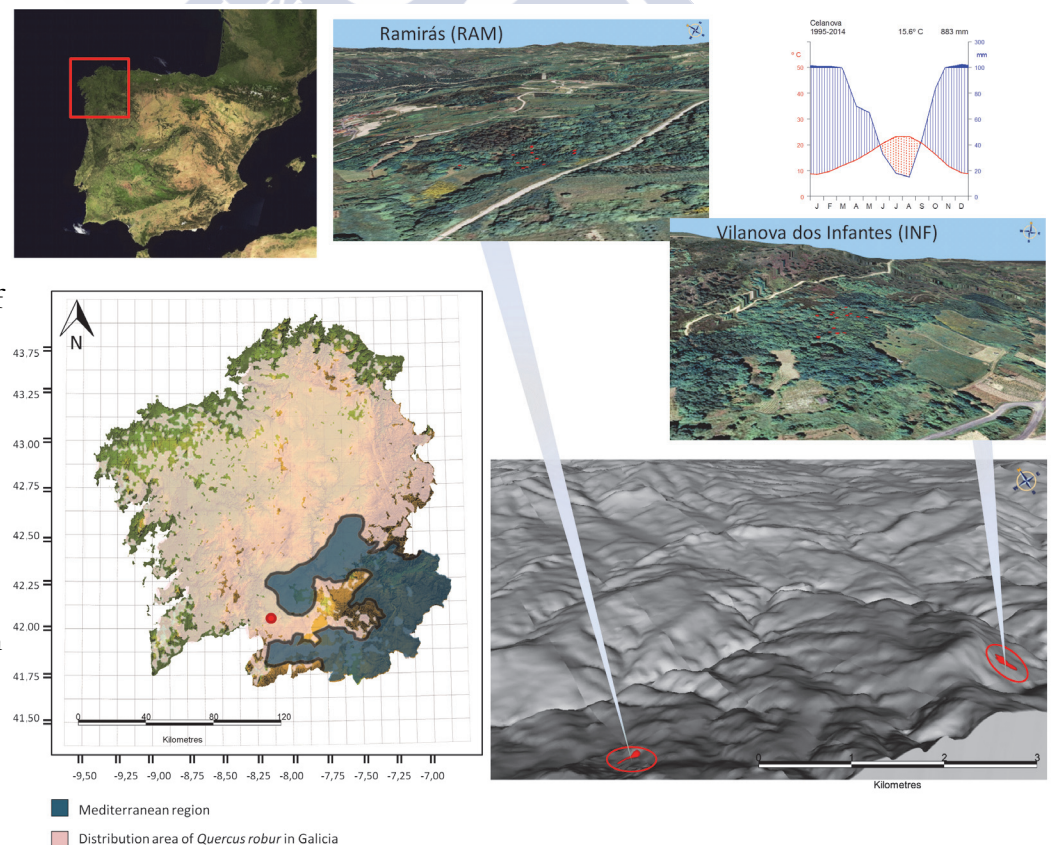 Ramirás (RAM)
Celanova
1995-2014 15.6º C 883 mm
º C
50
40
30
20
10
0
300
mm
100
80
60
40
20
0
J F M A M J J A S O N D
Vilanova dos Infantes (INF)
N
43.75
43.25
43.00
42.75
42.50
42.25
42.00
41.75
41.50
0 40 80 120
Kilometres
-9,50 -9,25 -9,00 -8,75 -8,50 -8,25 -8,00 -7,75 -7,50 -7,25 -7,00
0 1 2 3
Kilometres
Mediterranean region
Distribution area of Quercus robur in Galicia